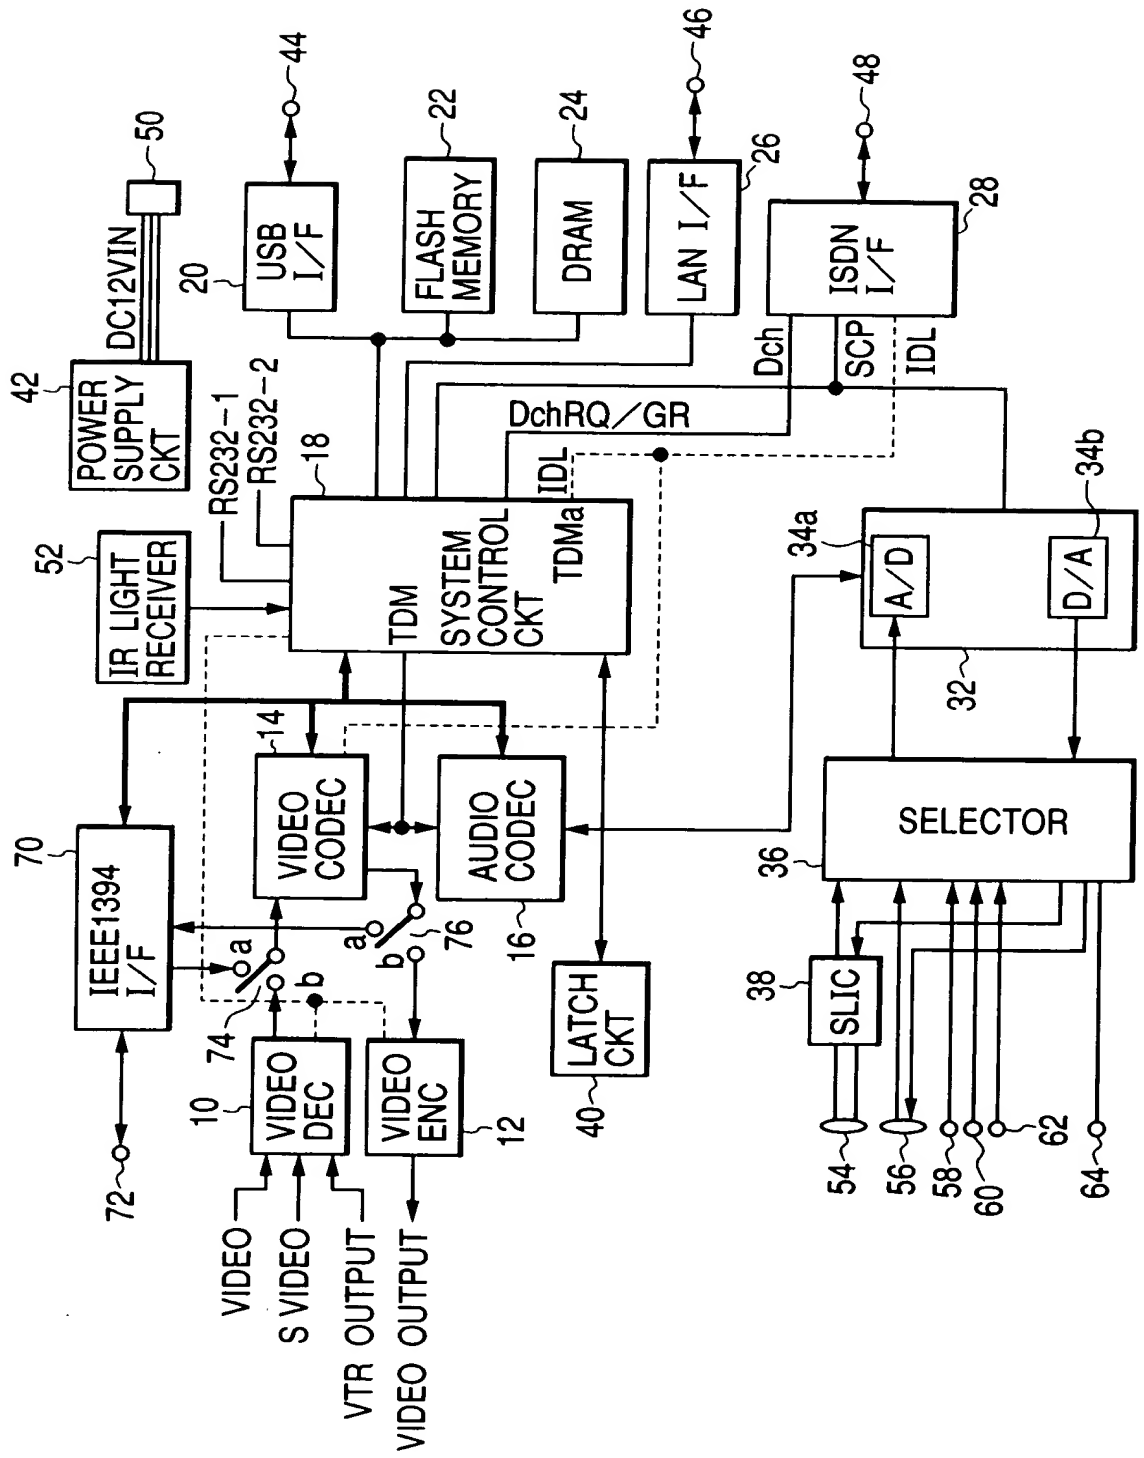 44
50
DC12VIN
42
POWER
SUPPLY
CKT
20
USB
I/F
22
FLASH
MEMORY
24
DRAM
46
LAN I/F
26
48
ISDN
I/F
28
Dch
SCP
IDL
RS232-1
RS232-2
DchRQ/GR
IDL
52
IR LIGHT
RECEIVER
18
TDM
SYSTEM
CONTROL
CKT
TDMa
34a
A/D
34b
D/A
32
70
IEEE1394
I/F
14
VIDEO
CODEC
AUDIO
CODEC
16
a
b
74
a
b
76
36
SELECTOR
72
10
VIDEO
DEC
VIDEO
ENC
12
LATCH
CKT
40
38
SLIC
54
56
58
60
62
64
VIDEO
S VIDEO
VTR OUTPUT
VIDEO OUTPUT